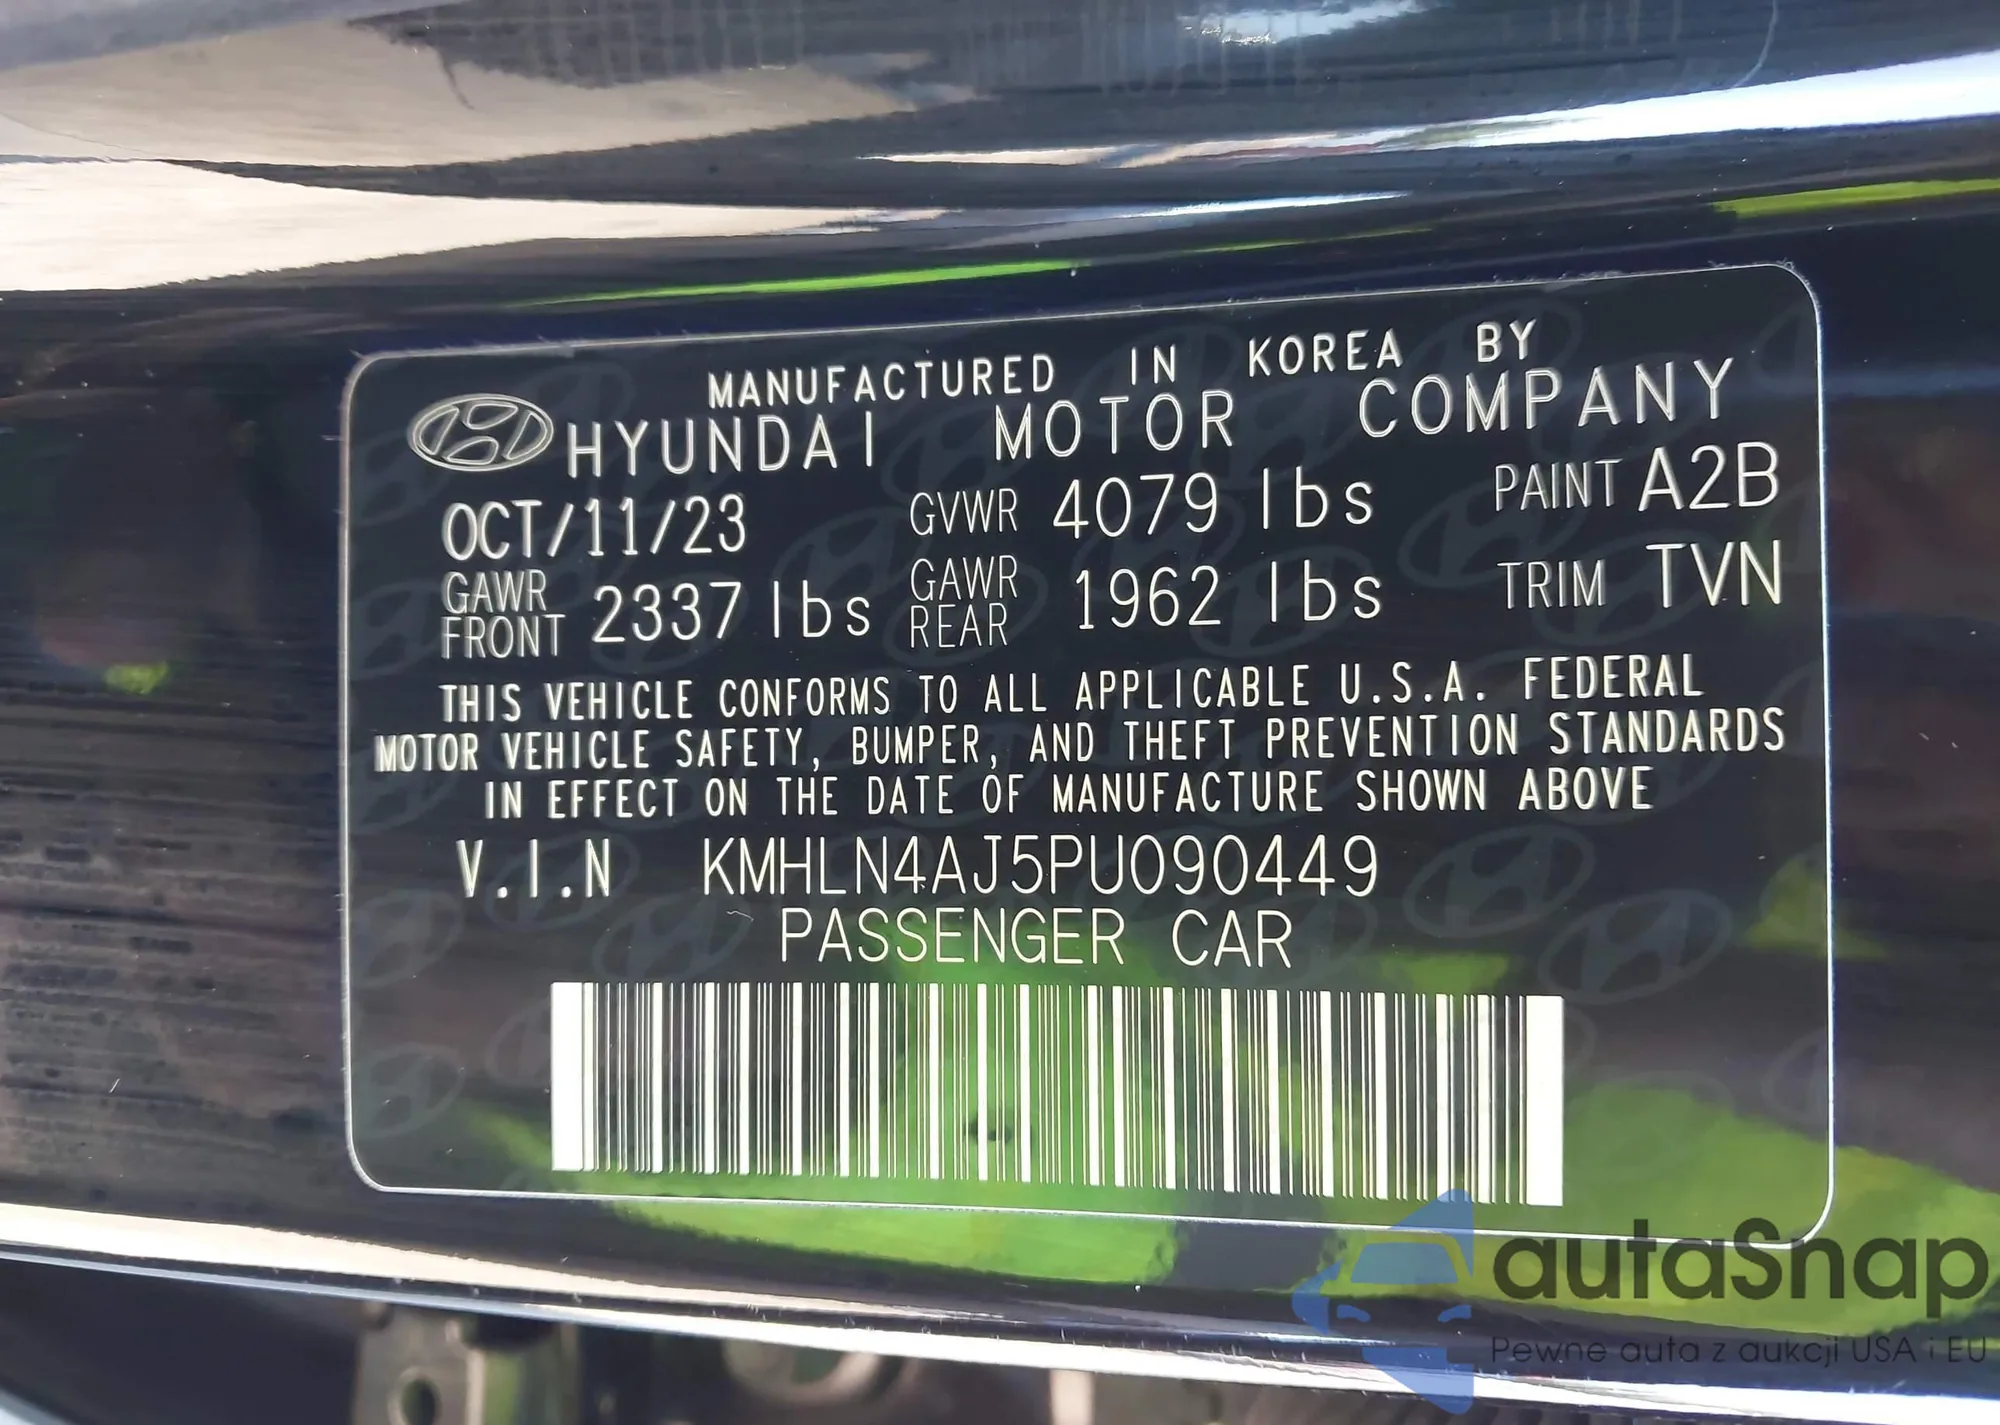 MANUFACTURED IN KOREA BY
HYUNDAI MOTOR COMPANY
OCT/11/23 GVWR 4079 lbs PAINT A2B
GAWR FRONT 2337 lbs GAWR REAR 1962 lbs TRIM TVN
THIS VEHICLE CONFORMS TO ALL APPLICABLE U.S.A. FEDERAL
MOTOR VEHICLE SAFETY, BUMPER, AND THEFT PREVENTION STANDARDS
IN EFFECT ON THE DATE OF MANUFACTURE SHOWN ABOVE
V.I.N KMHLN4AJ5PU090449
PASSENGER CAR
autaSnap
Pewne auta z aukcji USA i EU